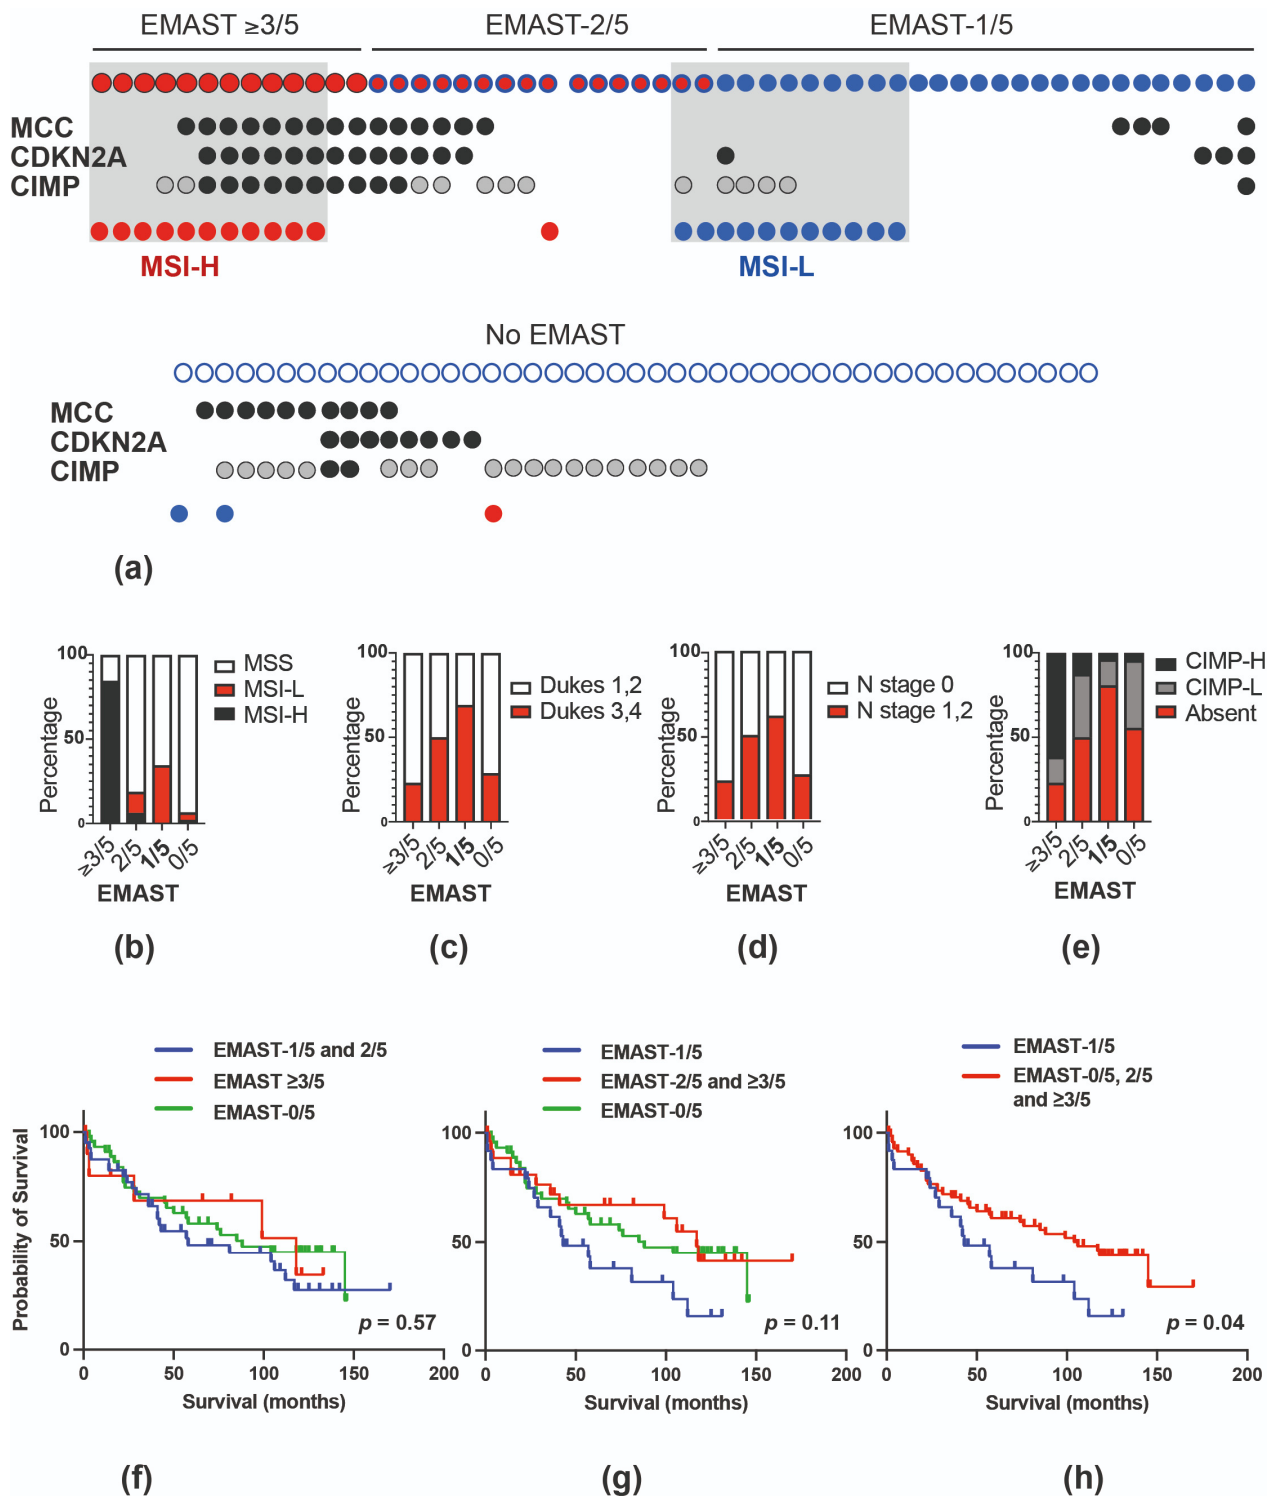 EMAST ≥3/5 EMAST-2/5 EMAST-1/5
MCC
CDKN2A
CIMP
MSI-H MSI-L
No EMAST
MCC
CDKN2A
CIMP
(a)
Percentage
100
50
0
≥3/5 2/5 1/5 0/5
EMAST
MSS
MSI-L
MSI-H
(b)
Percentage
100
50
0
≥3/5 2/5 1/5 0/5
EMAST
Dukes 1,2
Dukes 3,4
(c)
Percentage
100
50
0
≥3/5 2/5 1/5 0/5
EMAST
N stage 0
N stage 1,2
(d)
Percentage
100
50
0
≥3/5 2/5 1/5 0/5
EMAST
CIMP-H
CIMP-L
Absent
(e)
EMAST-1/5 and 2/5
EMAST ≥3/5
EMAST-0/5
Probability of Survival
100
50
0
p = 0.57
0 50 100 150 200
Survival (months)
(f)
EMAST-1/5
EMAST-2/5 and ≥3/5
EMAST-0/5
100
50
0
p = 0.11
0 50 100 150 200
Survival (months)
(g)
EMAST-1/5
EMAST-0/5, 2/5
and ≥3/5
100
50
0
p = 0.04
0 50 100 150 200
Survival (months)
(h)